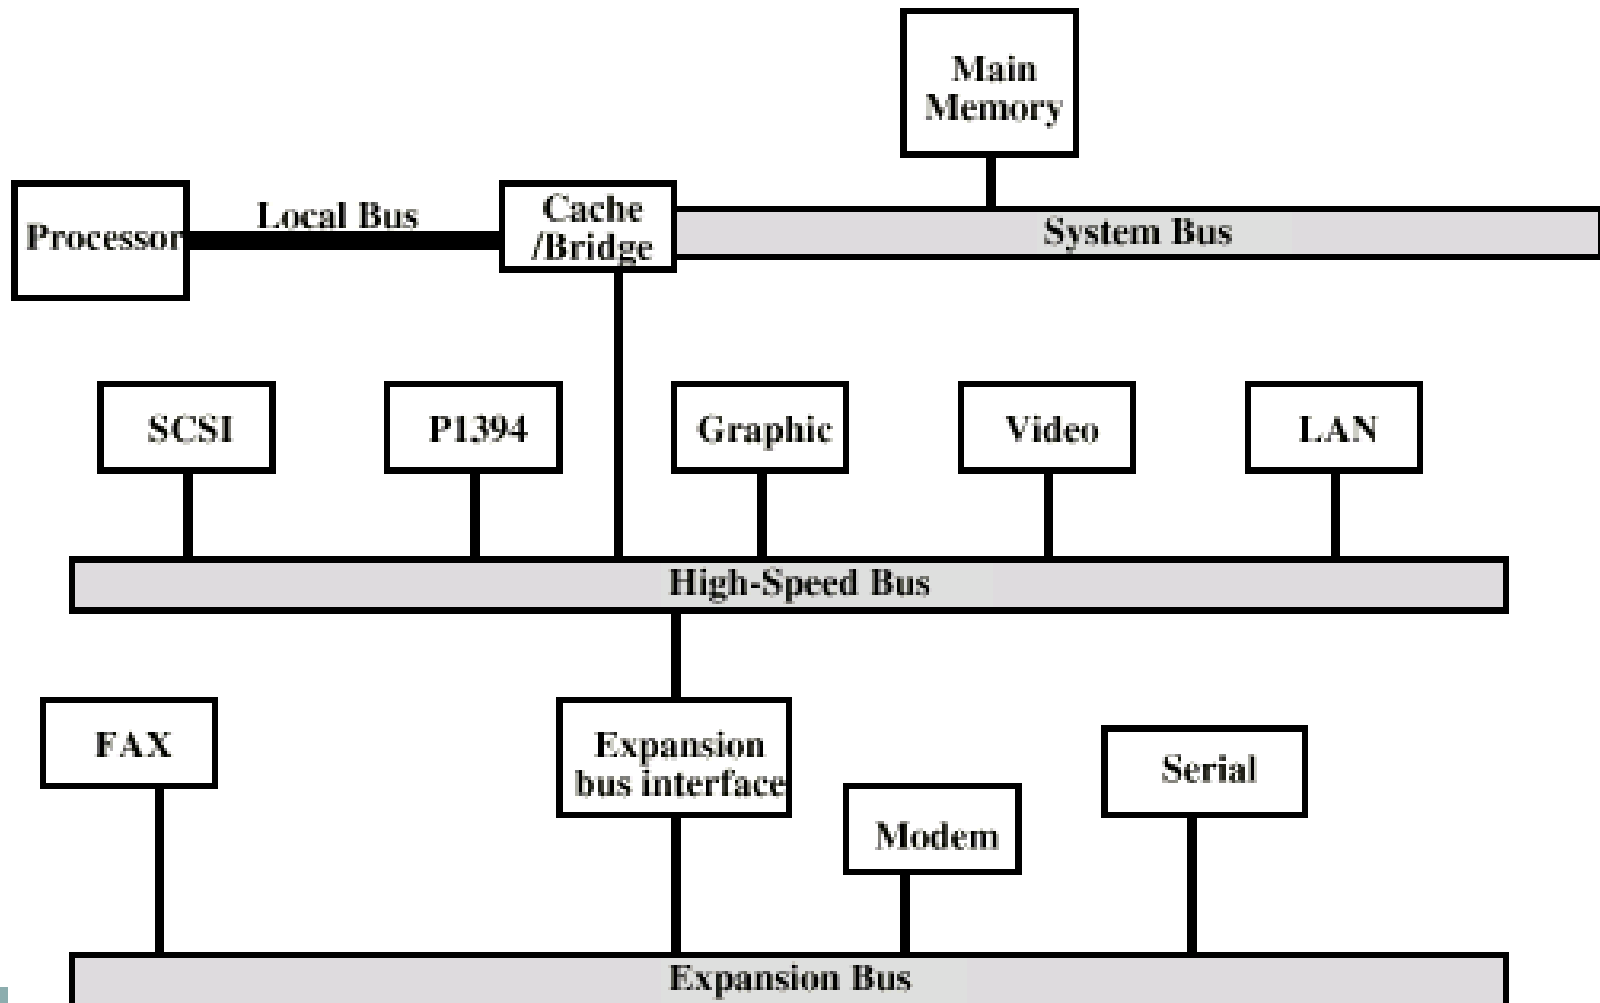 Main
Memory
Processor
Local Bus
Cache
/Bridge
System Bus
SCSI
P1394
Graphic
Video
LAN
High-Speed Bus
FAX
Expansion
bus interface
Modem
Serial
Expansion Bus